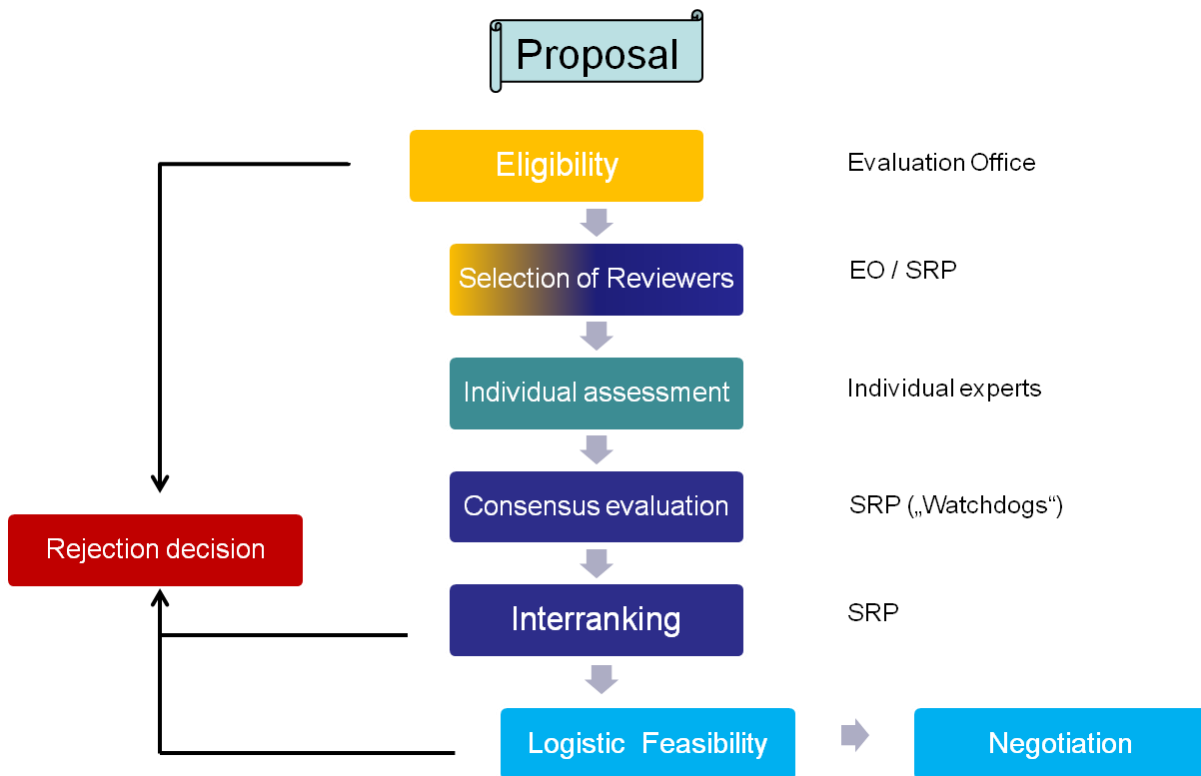 Proposal
Eligibility
Evaluation Office
Selection of Reviewers
EO / SRP
Individual assessment
Individual experts
Consensus evaluation
SRP („Watchdogs“)
Rejection decision
Interranking
SRP
Logistic Feasibility
Negotiation